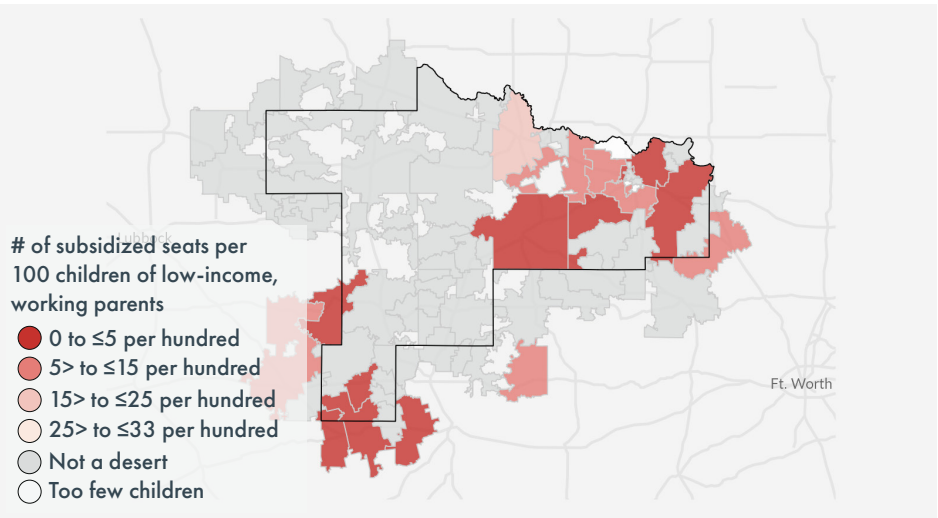 Lubbock
# of subsidized seats per
100 children of low-income,
working parents
0 to ≤5 per hundred
5> to ≤15 per hundred
15> to ≤25 per hundred
25> to ≤33 per hundred
Not a desert
Too few children
Ft. Worth